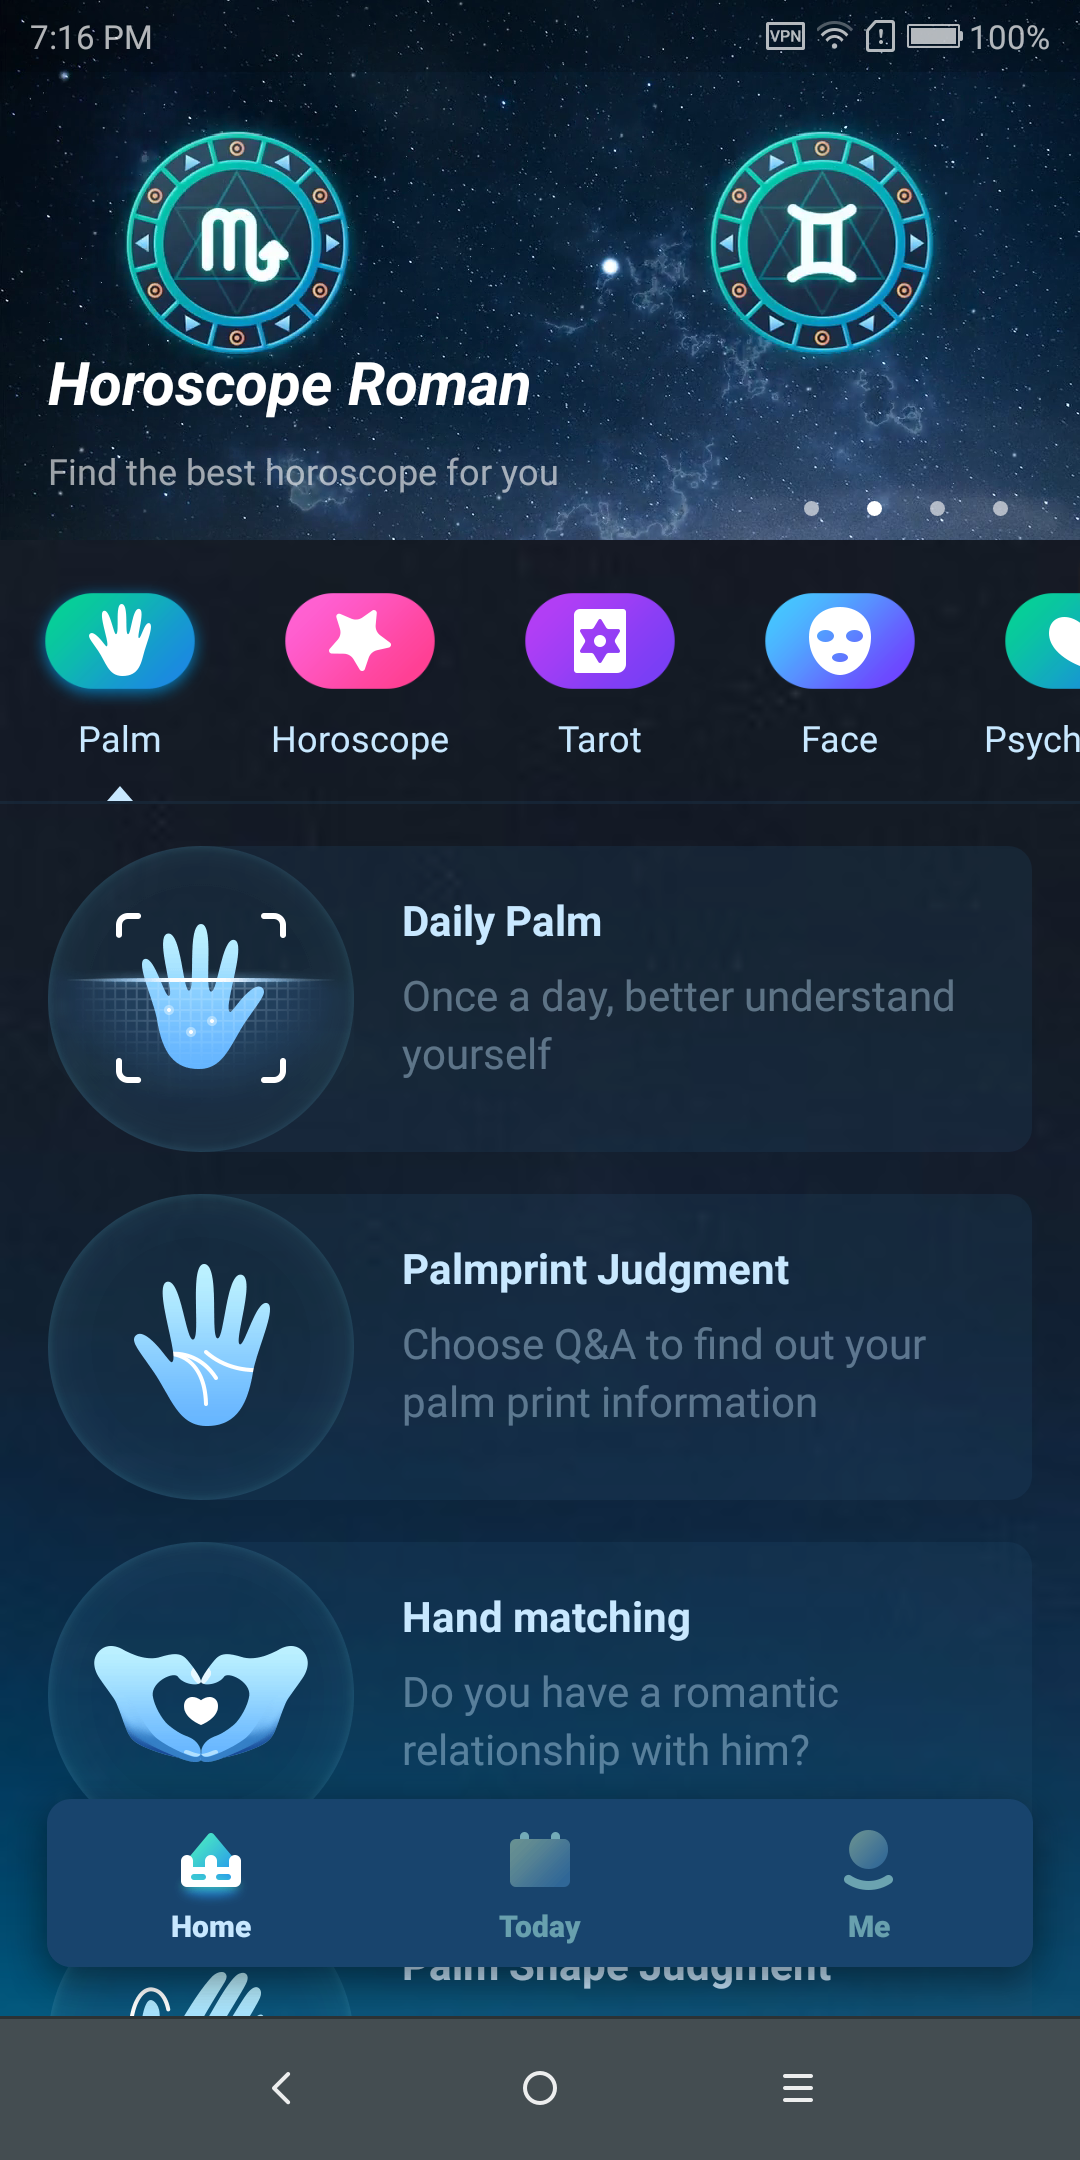 7:16 PM
VPN
100%
Horoscope Roman
Find the best horoscope for you
Palm
Horoscope
Tarot
Face
Psych
Daily Palm
Once a day, better understand
yourself
Palmprint Judgment
Choose Q&A to find out your
palm print information
Hand matching
Do you have a romantic
relationship with him?
Home
Today
Me
Palm Shape Judgment